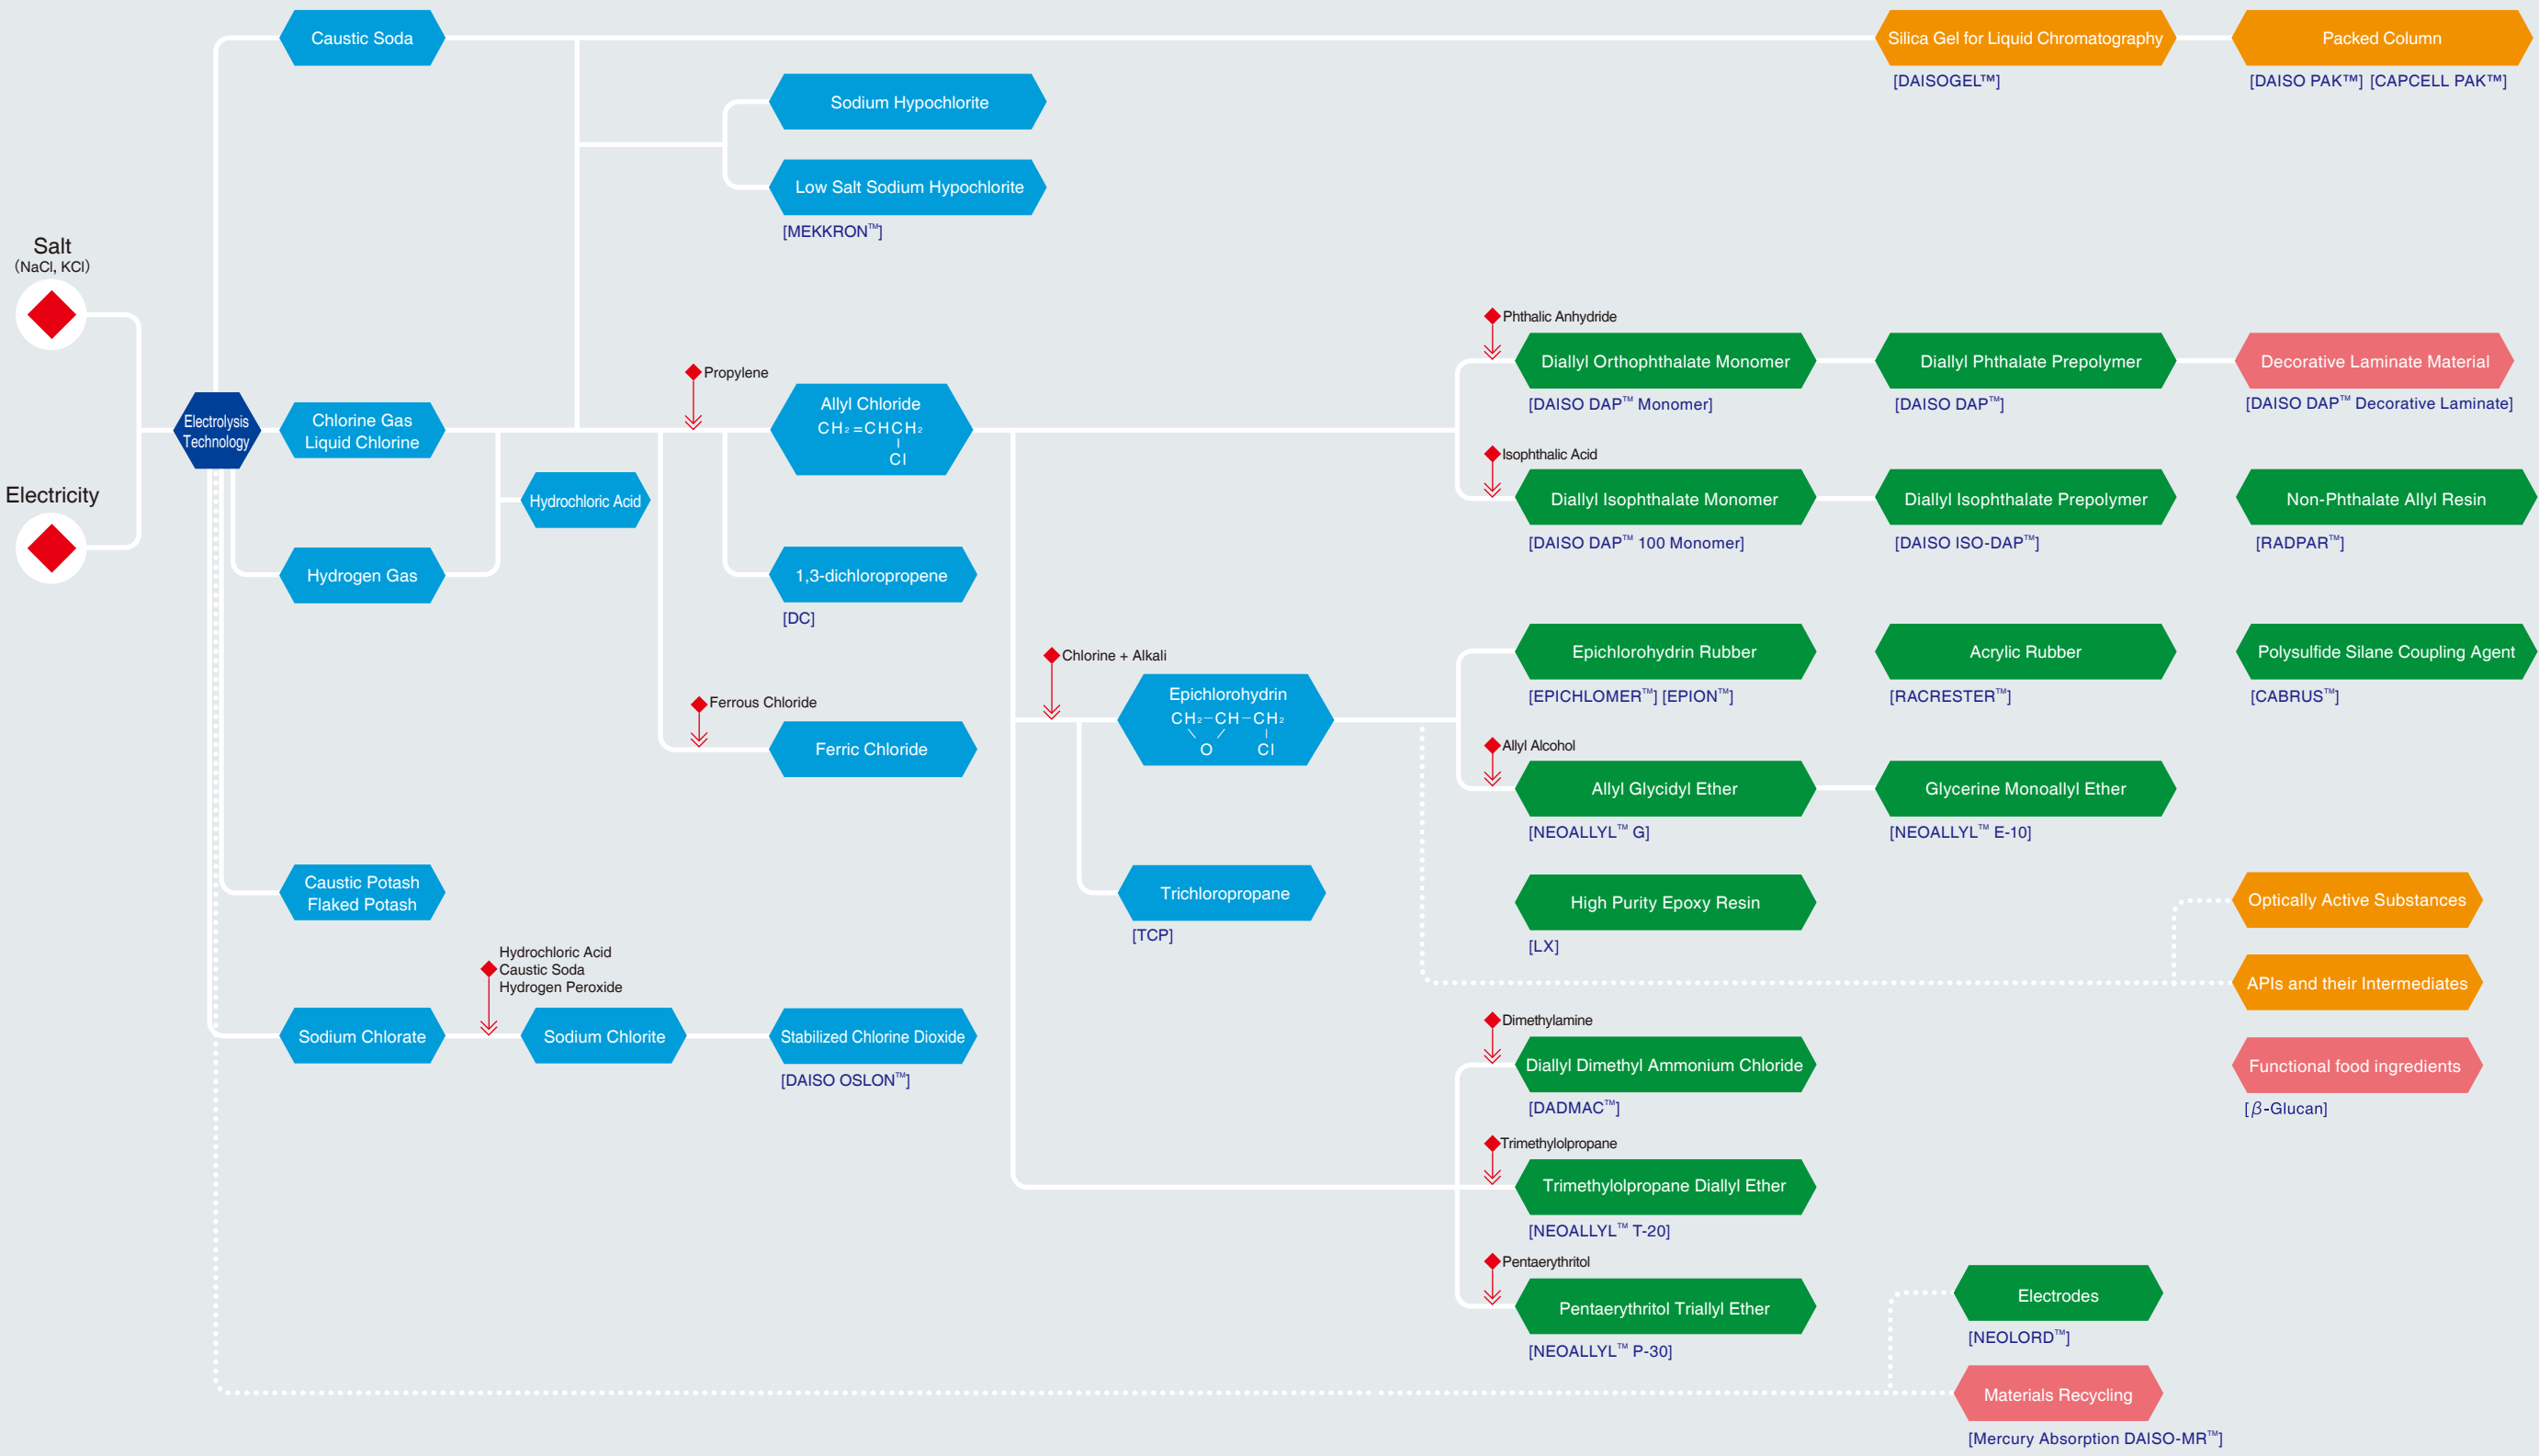 Caustic Soda
Silica Gel for Liquid Chromatography
Packed Column
[DAISOGEL™]
[DAISO PAK™] [CAPCELL PAK™]
Sodium Hypochlorite
Low Salt Sodium Hypochlorite
[MEKKRON™]
Salt
(NaCl, KCl)
Electricity
Electrolysis
Technology
Chlorine Gas
Liquid Chlorine
Hydrochloric Acid
Hydrogen Gas
Propylene
Allyl Chloride
CH₂=CHCH₂
Cl
1,3-dichloropropene
[DC]
Ferrous Chloride
Ferric Chloride
Phthalic Anhydride
Diallyl Orthophthalate Monomer
[DAISO DAP™ Monomer]
Diallyl Phthalate Prepolymer
[DAISO DAP™]
Decorative Laminate Material
[DAISO DAP™ Decorative Laminate]
Isophthalic Acid
Diallyl Isophthalate Monomer
[DAISO DAP™ 100 Monomer]
Diallyl Isophthalate Prepolymer
[DAISO ISO-DAP™]
Non-Phthalate Allyl Resin
[RADPAR™]
Chlorine + Alkali
Epichlorohydrin
CH₂−CH−CH₂
O Cl
Trichloropropane
[TCP]
Epichlorohydrin Rubber
[EPICHLOMER™] [EPION™]
Acrylic Rubber
[RACRESTER™]
Polysulfide Silane Coupling Agent
[CABRUS™]
Allyl Alcohol
Allyl Glycidyl Ether
[NEOALLYL™ G]
Glycerine Monoallyl Ether
[NEOALLYL™ E-10]
High Purity Epoxy Resin
[LX]
Optically Active Substances
APIs and their Intermediates
Functional food ingredients
[β-Glucan]
Caustic Potash
Flaked Potash
Hydrochloric Acid
Caustic Soda
Hydrogen Peroxide
Sodium Chlorate
Sodium Chlorite
Stabilized Chlorine Dioxide
[DAISO OSLON™]
Dimethylamine
Diallyl Dimethyl Ammonium Chloride
[DADMAC™]
Trimethylolpropane
Trimethylolpropane Diallyl Ether
[NEOALLYL™ T-20]
Pentaerythritol
Pentaerythritol Triallyl Ether
[NEOALLYL™ P-30]
Electrodes
[NEOLORD™]
Materials Recycling
[Mercury Absorption DAISO-MR™]